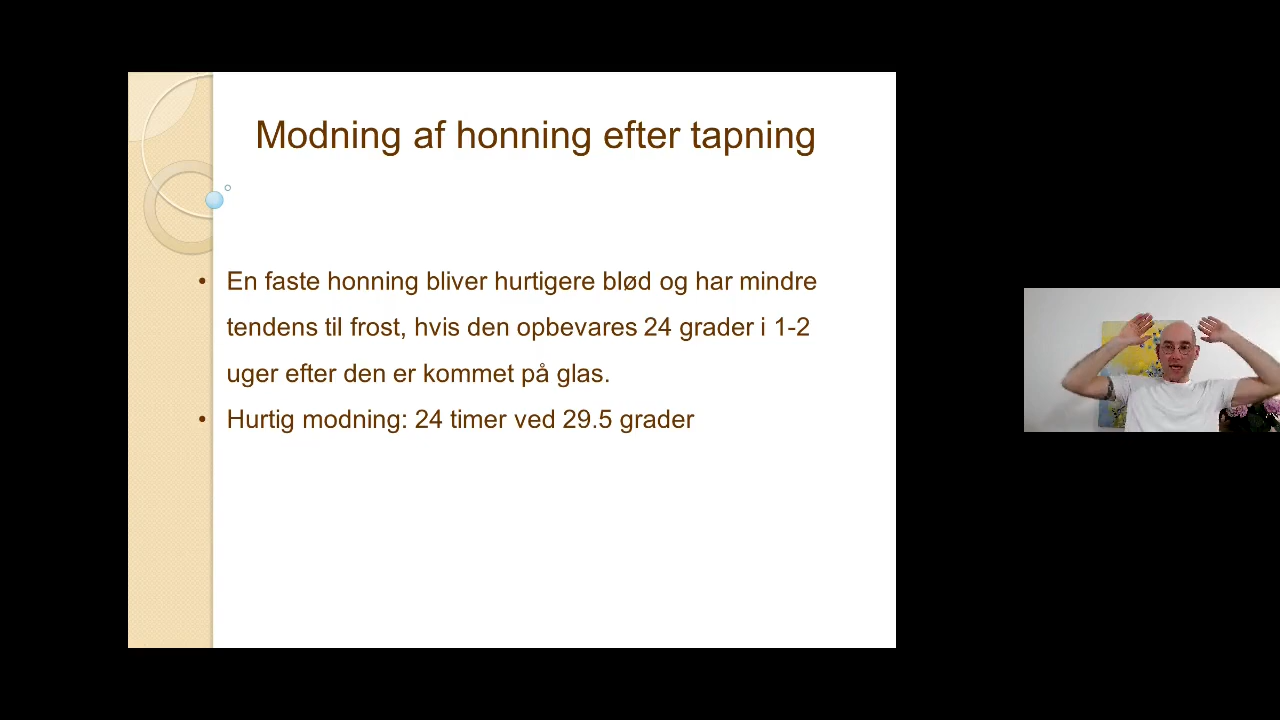 Modning af honning efter tapning
• En faste honning bliver hurtigere blød og har mindre
tendens til frost, hvis den opbevares 24 grader i 1-2
uger efter den er kommet på glas.
• Hurtig modning: 24 timer ved 29.5 grader